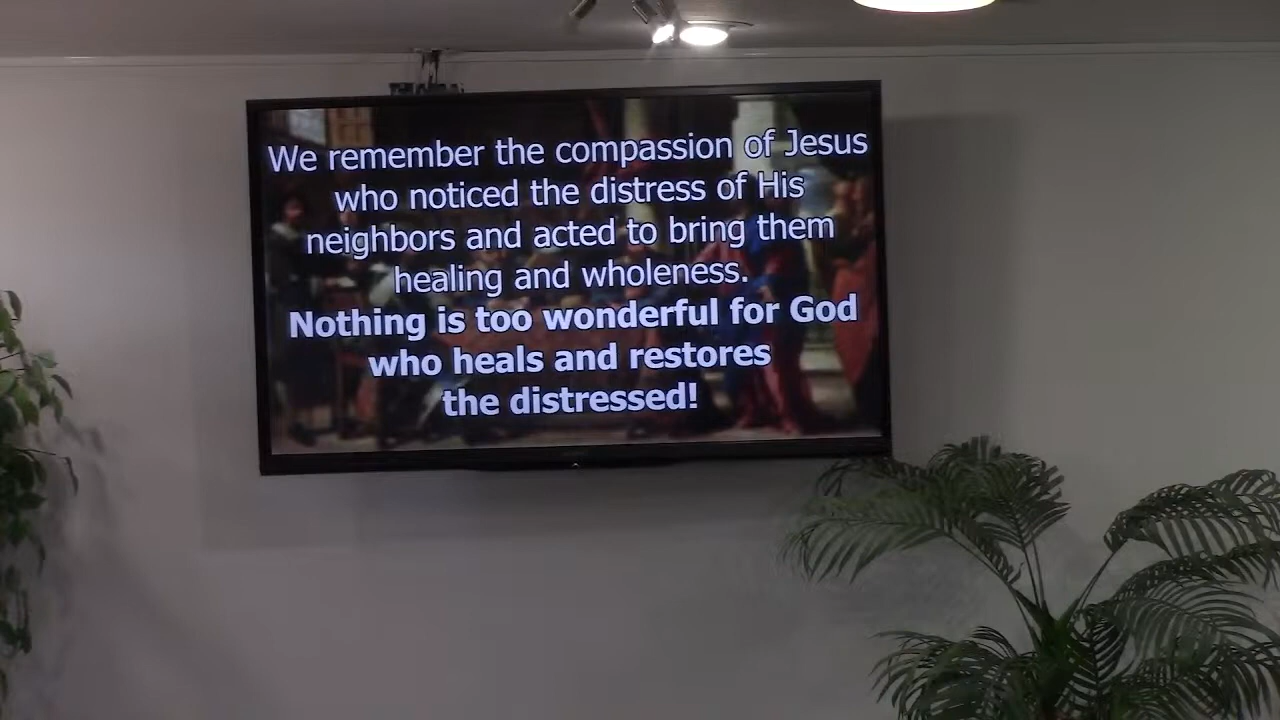 We remember the compassion of Jesus
who noticed the distress of His
neighbors and acted to bring them
healing and wholeness.
Nothing is too wonderful for God
who heals and restores
the distressed!